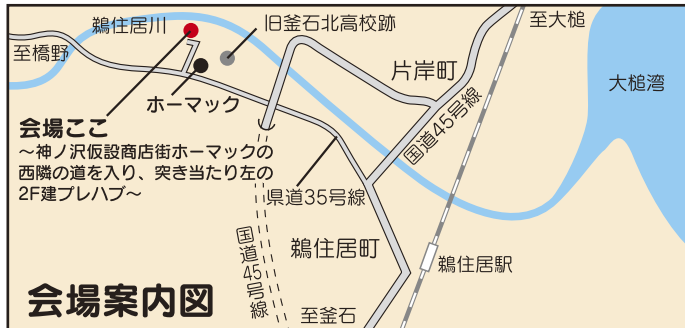 鵜住居川
旧釜石北高校跡
至大槌
至橋野
片岸町
大槌湾
ホーマック
国道45号線
会場ここ
～神ノ沢仮設商店街ホーマックの
西隣の道を入り、突き当たり左の
2F建プレハブ～
県道35号線
国道45号線
鵜住居町
鵜住居駅
会場案内図
至釜石